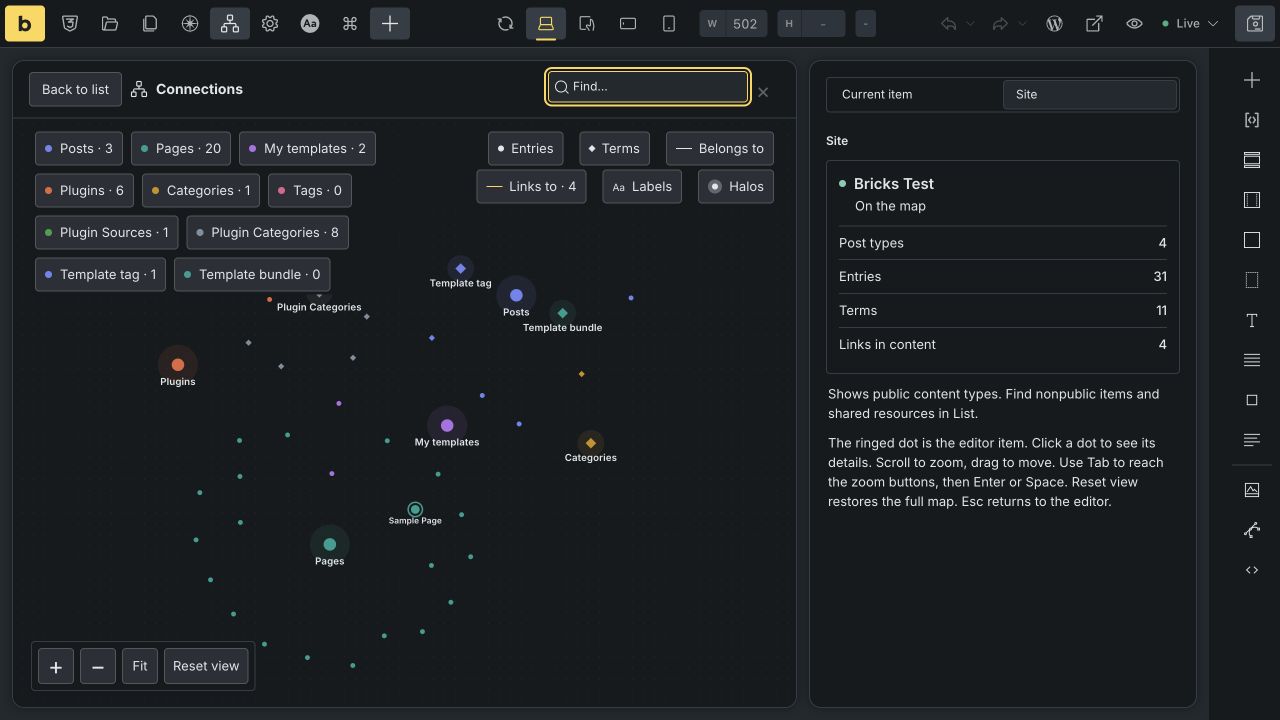 b
Aa
W 502
H -
-
Live
Back to list
Connections
Find...
Current item
Site
Posts · 3
Pages · 20
My templates · 2
Entries
Terms
Belongs to
Plugins · 6
Categories · 1
Tags · 0
Links to · 4
Aa Labels
Halos
Plugin Sources · 1
Plugin Categories · 8
Template tag · 1
Template bundle · 0
Template tag
Plugin Categories
Posts
Template bundle
Plugins
My templates
Categories
Sample Page
Pages
+
−
Fit
Reset view
Site
Bricks Test
On the map
Post types 4
Entries 31
Terms 11
Links in content 4
Shows public content types. Find nonpublic items and
shared resources in List.
The ringed dot is the editor item. Click a dot to see its
details. Scroll to zoom, drag to move. Use Tab to reach
the zoom buttons, then Enter or Space. Reset view
restores the full map. Esc returns to the editor.